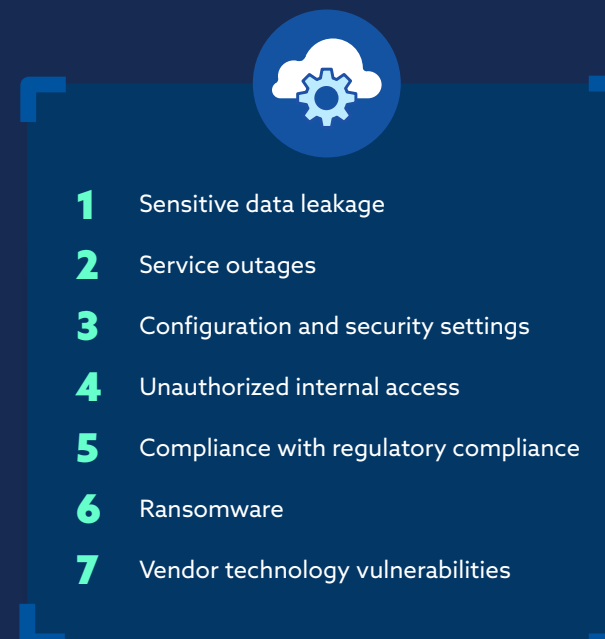 1 Sensitive data leakage
2 Service outages
3 Configuration and security settings
4 Unauthorized internal access
5 Compliance with regulatory compliance
6 Ransomware
7 Vendor technology vulnerabilities